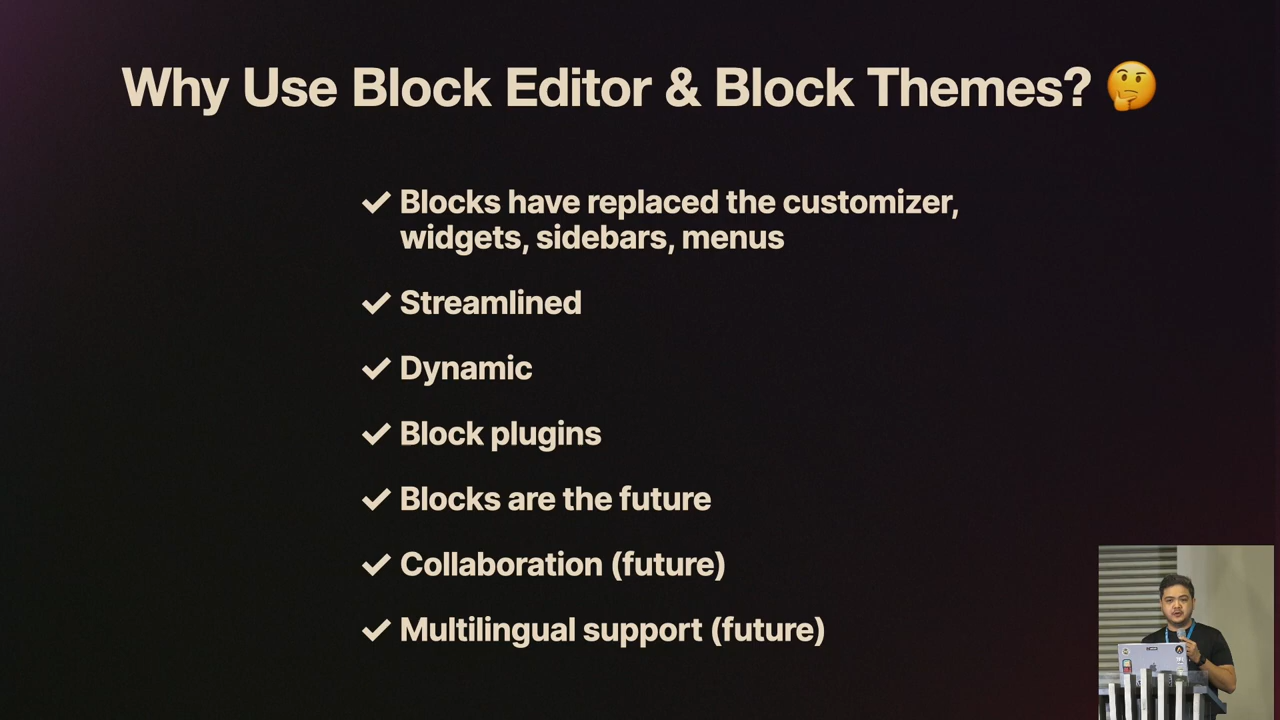 Why Use Block Editor & Block Themes? 🤔
✓ Blocks have replaced the customizer,
widgets, sidebars, menus
✓ Streamlined
✓ Dynamic
✓ Block plugins
✓ Blocks are the future
✓ Collaboration (future)
✓ Multilingual support (future)